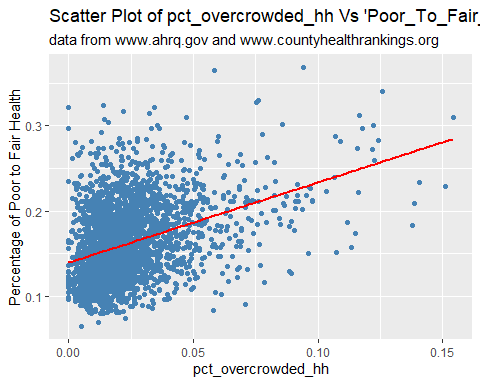 Scatter Plot of pct_overcrowded_hh Vs 'Poor_To_Fair_
data from www.ahrq.gov and www.countyhealthrankings.org
Percentage of Poor to Fair Health
0.3
0.2
0.1
0.00 0.05 0.10 0.15
pct_overcrowded_hh